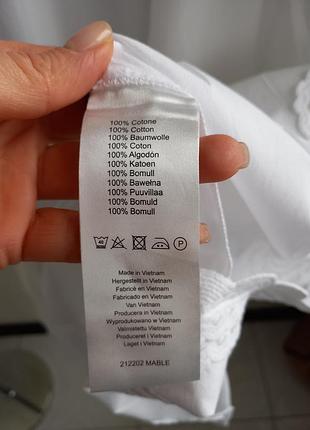 100% Cotone
100% Cotton
100% Baumwolle
100% Coton
100% Algodón
100% Katoen
100% Bomull
100% Bawełna
100% Puuvillaa
100% Bomuld
100% Bomull
40 P
Made in Vietnam
Hergestellt in Vietnam
Fabricé en Vietnam
Fabricado en Vietnam
Van Vietnam
Producera in Vietnam
Wyprodukowano w Vietnam
Valmistettu Vietnam
Produceret i Vietnam
Laget i Vietnam
212202 MABLE